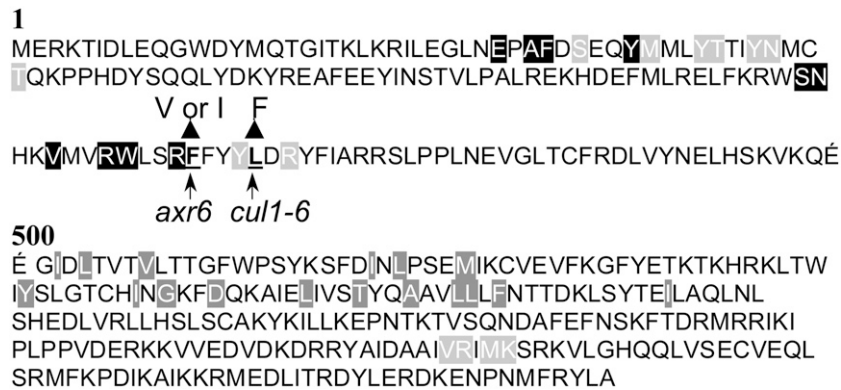 1
MERKTIDLEQGWDYMQTGITKLKRILEGLNEPAFDSEQYMMLYTTIYNMC
TQKPPHDYSQQLYDKYREAFEEYINSTVLPALREKHDEFMLRELFKRWSN
V or I F
HKVMVRWLSRFFYYLDRYFIARRSLPPLNEVGLTCFRDLVYNELHSKVKQÉ
axr6 cul1-6
500
É GIDLTVTVLTTGFWPSYKSFDINLPSEMIKCVEVFKGFYETKTKHRKLTW
IYSLGTCHINGKFDQKAIELIVSTYQAAVLLLFNTTDKLSYTEILAQLNL
SHEDLVRLLHSLSCAKYKILLKEPNTKTVSQNDAFEFNSKFTDRMRRIKI
PLPPVDERKKVVEDVDKDRRYAIDAAIVRIMKSRKVLGHQQLVSECVEQL
SRMFKPDIKAIKKRMEDLITRDYLERDKENPNMFRYLA